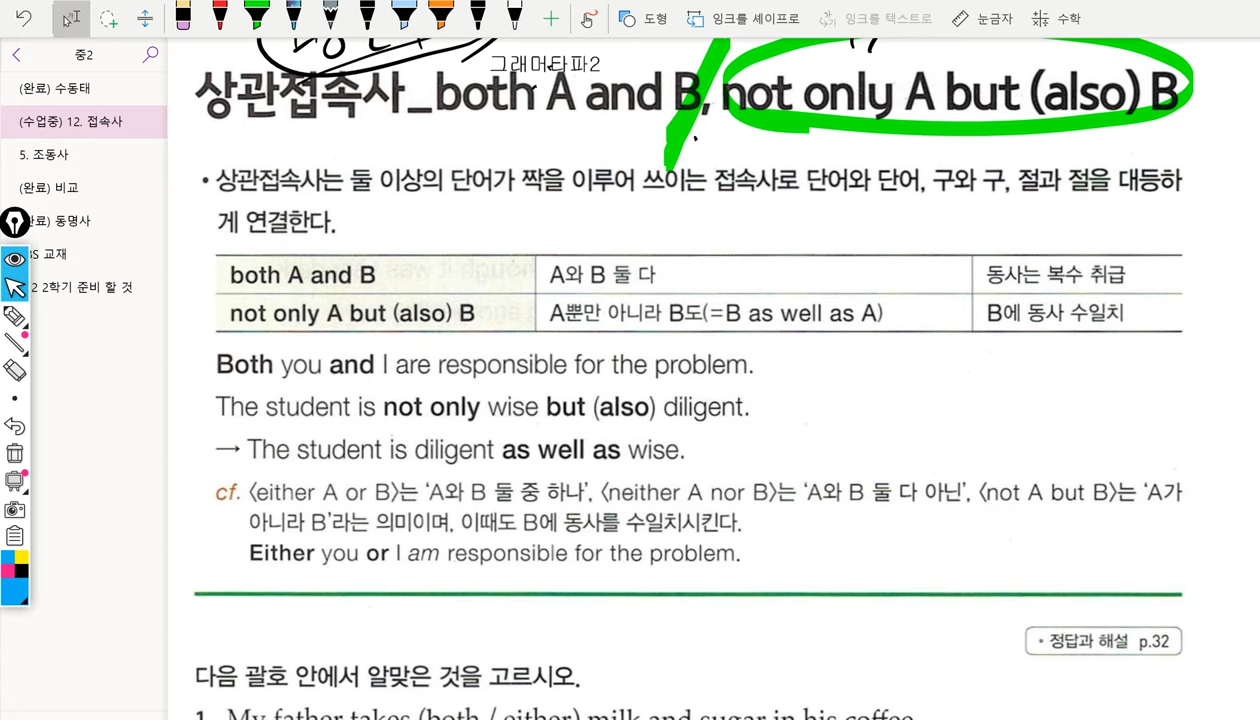 도형
잉크를 셰이프로
잉크를 텍스트로
눈금자
수학
중2
(완료) 수동태
(수업중) 12. 접속사
5. 조동사
(완료) 비교
동명사
교재
2학기 준비 할 것
그래머타파2
상관접속사_both A and B, not only A but (also) B
• 상관접속사는 둘 이상의 단어가 짝을 이루어 쓰이는 접속사로 단어와 단어, 구와 구, 절과 절을 대등하
게 연결한다.
both A and B A와 B 둘 다 동사는 복수 취급
not only A but (also) B A뿐만 아니라 B도(=B as well as A) B에 동사 수일치
Both you and I are responsible for the problem.
The student is not only wise but (also) diligent.
→ The student is diligent as well as wise.
cf. 〈either A or B〉는 ‘A와 B 둘 중 하나’, 〈neither A nor B〉는 ‘A와 B 둘 다 아닌’, 〈not A but B〉는 ‘A가
아니라 B’라는 의미이며, 이때도 B에 동사를 수일치시킨다.
Either you or I am responsible for the problem.
• 정답과 해설 p.32
다음 괄호 안에서 알맞은 것을 고르시오.
1 My father takes (both / either) milk and sugar in his coffee